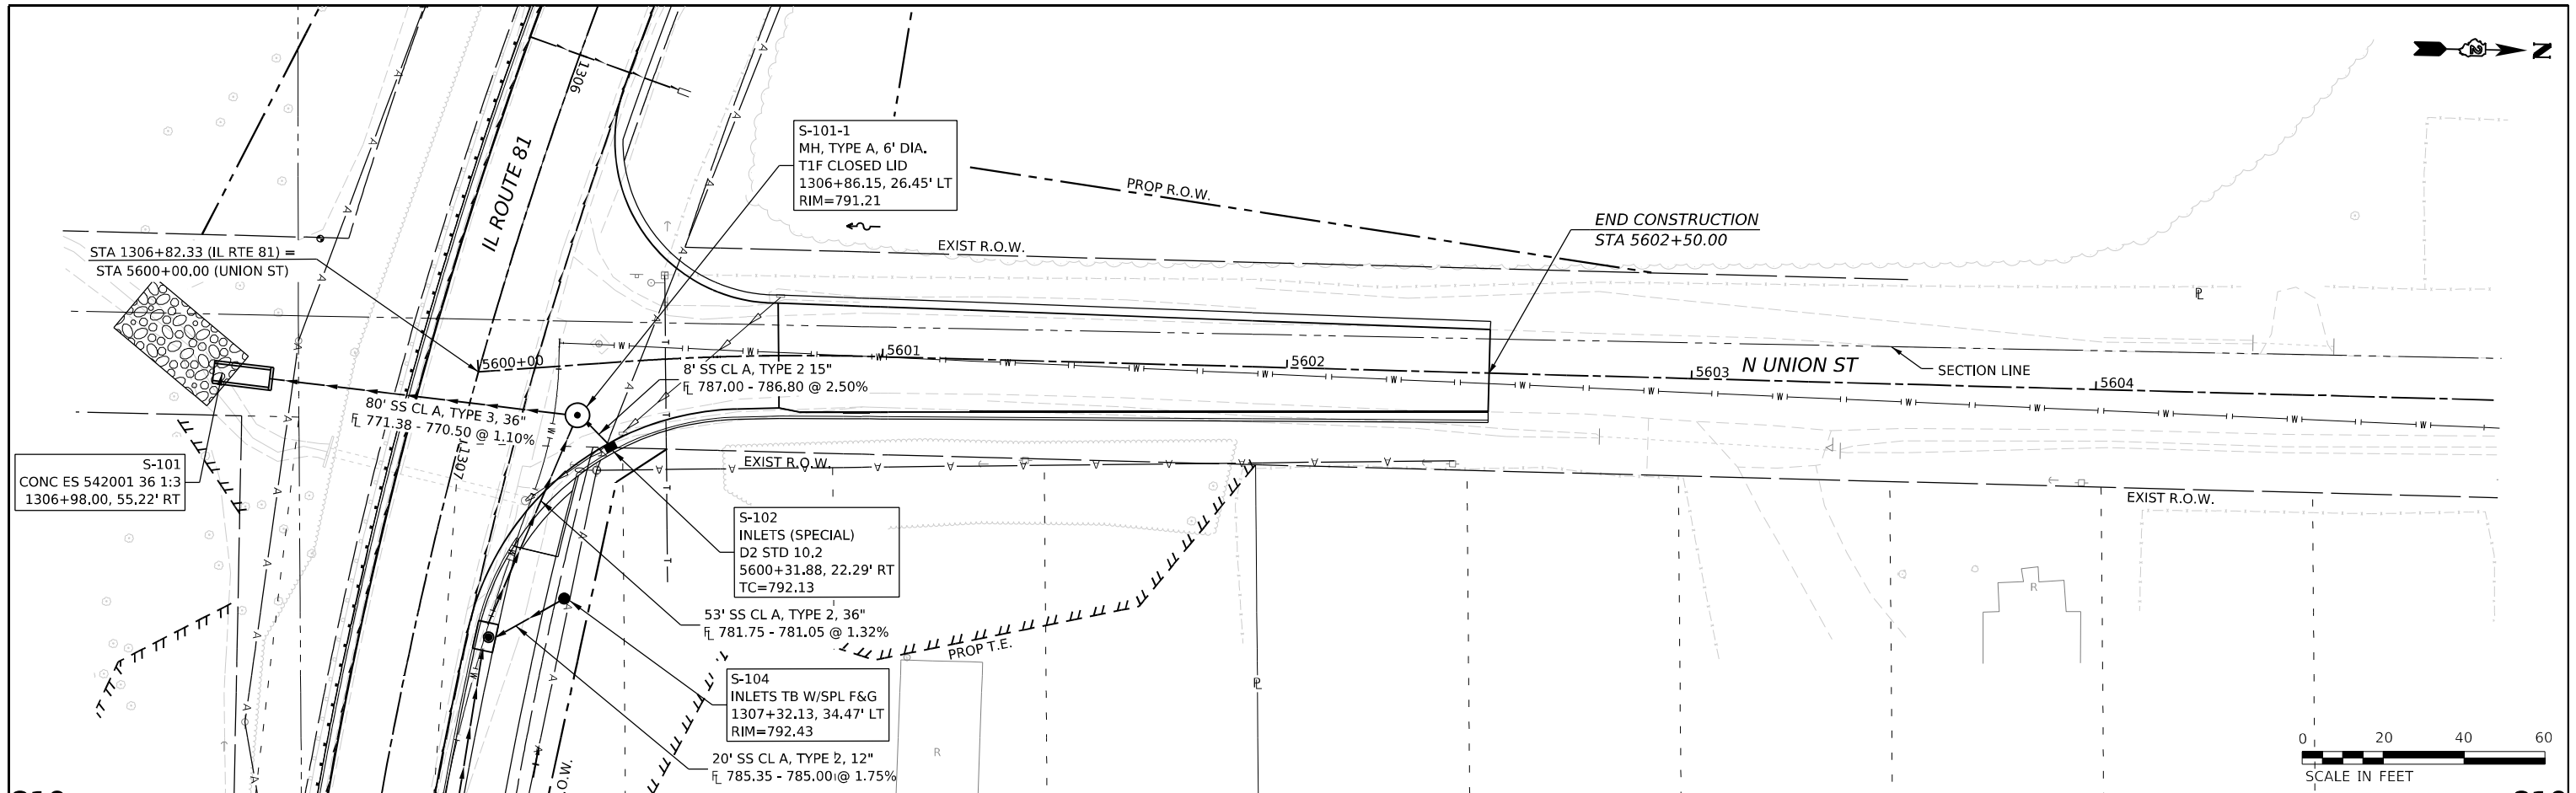 N
1306
IL ROUTE 81
S-101-1
MH, TYPE A, 6' DIA.
T1F CLOSED LID
1306+86.15, 26.45' LT
RIM=791.21
PROP R.O.W.
END CONSTRUCTION
STA 5602+50.00
EXIST R.O.W.
STA 1306+82.33 (IL RTE 81) =
STA 5600+00.00 (UNION ST)
5600+00
5601
5602
5603
5604
N UNION ST
SECTION LINE
8' SS CL A, TYPE 2 15"
FL 787.00 - 786.80 @ 2.50%
80' SS CL A, TYPE 3, 36"
FL 771.38 - 770.50 @ 1.10%
1307
S-101
CONC ES 542001 36 1:3
1306+98.00, 55.22' RT
EXIST R.O.W.
EXIST R.O.W.
S-102
INLETS (SPECIAL)
D2 STD 10.2
5600+31.88, 22.29' RT
TC=792.13
53' SS CL A, TYPE 2, 36"
FL 781.75 - 781.05 @ 1.32%
PROP T.E.
S-104
INLETS TB W/SPL F&G
1307+32.13, 34.47' LT
RIM=792.43
20' SS CL A, TYPE 2, 12"
FL 785.35 - 785.00 @ 1.75%
R
R
PL
PL
O.W.
0 20 40 60
SCALE IN FEET